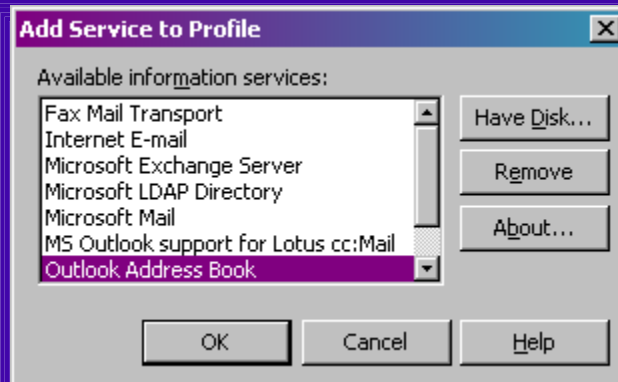 Add Service to Profile
Available information services:
Fax Mail Transport
Internet E-mail
Microsoft Exchange Server
Microsoft LDAP Directory
Microsoft Mail
MS Outlook support for Lotus cc:Mail
Outlook Address Book
Have Disk...
Remove
About...
OK
Cancel
Help